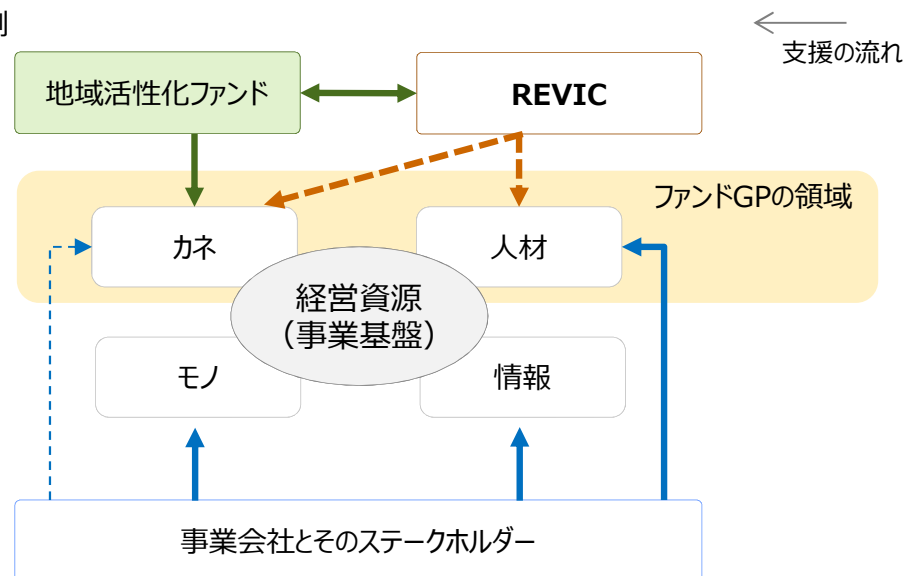 支援の流れ
地域活性化ファンド
REVIC
ファンドGPの領域
カネ
人材
経営資源
（事業基盤）
モノ
情報
事業会社とそのステークホルダー